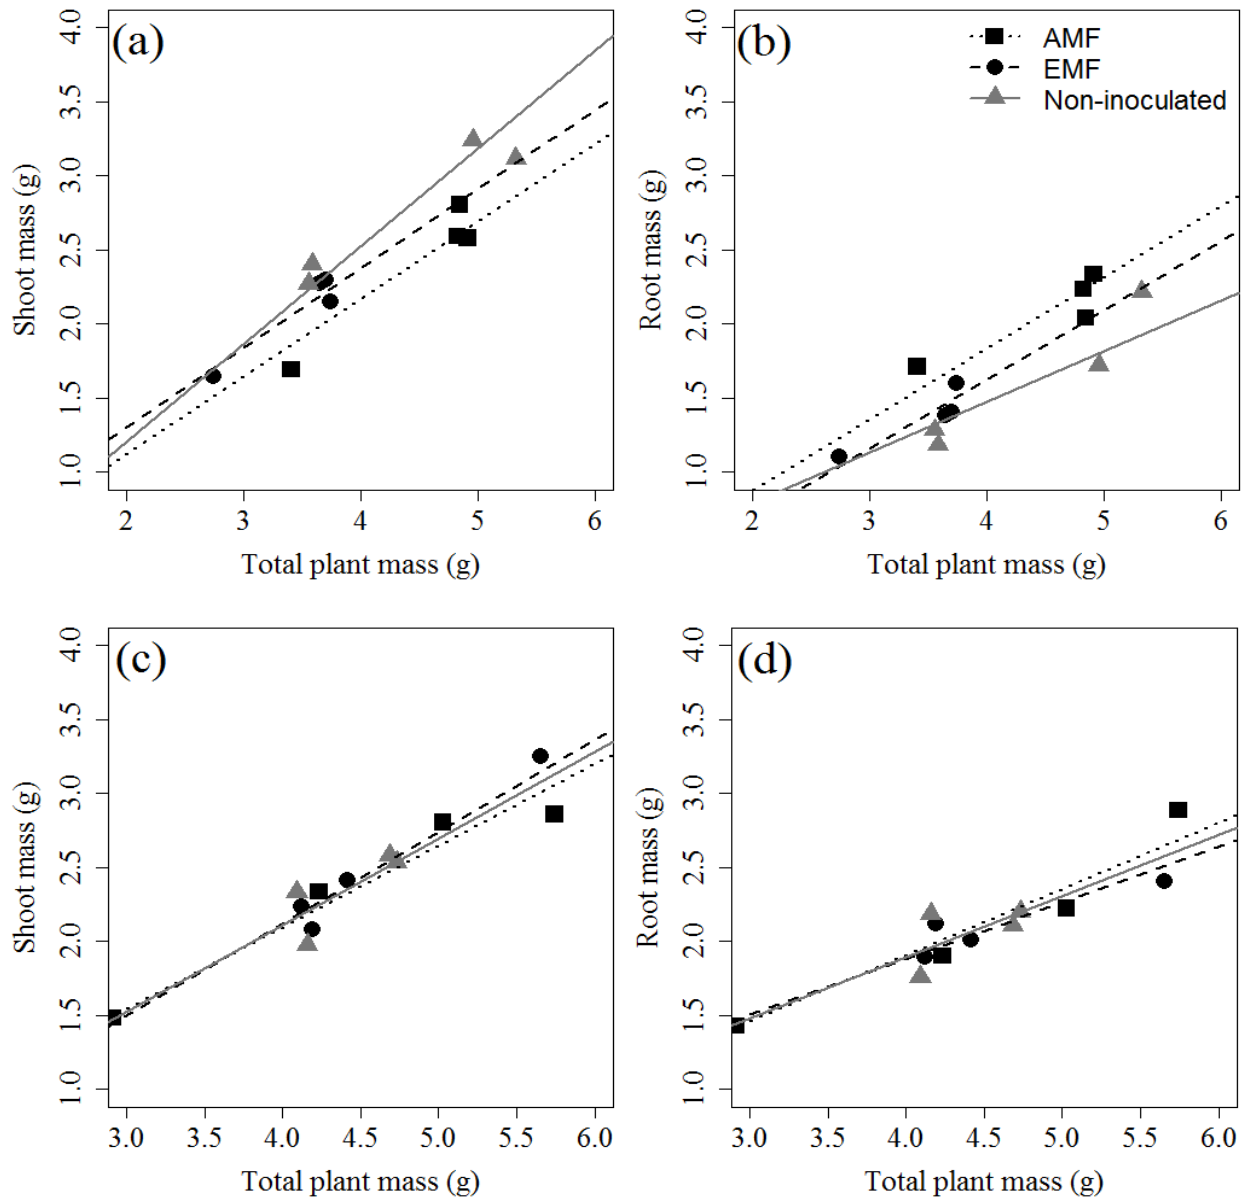 (a)
4.0
3.5
3.0
2.5
2.0
1.5
1.0
Shoot mass (g)
2 3 4 5 6
Total plant mass (g)
(b)
AMF
EMF
Non-inoculated
4.0
3.5
3.0
2.5
2.0
1.5
1.0
Root mass (g)
2 3 4 5 6
Total plant mass (g)
(c)
4.0
3.5
3.0
2.5
2.0
1.5
1.0
Shoot mass (g)
3.0 3.5 4.0 4.5 5.0 5.5 6.0
Total plant mass (g)
(d)
4.0
3.5
3.0
2.5
2.0
1.5
1.0
Root mass (g)
3.0 3.5 4.0 4.5 5.0 5.5 6.0
Total plant mass (g)